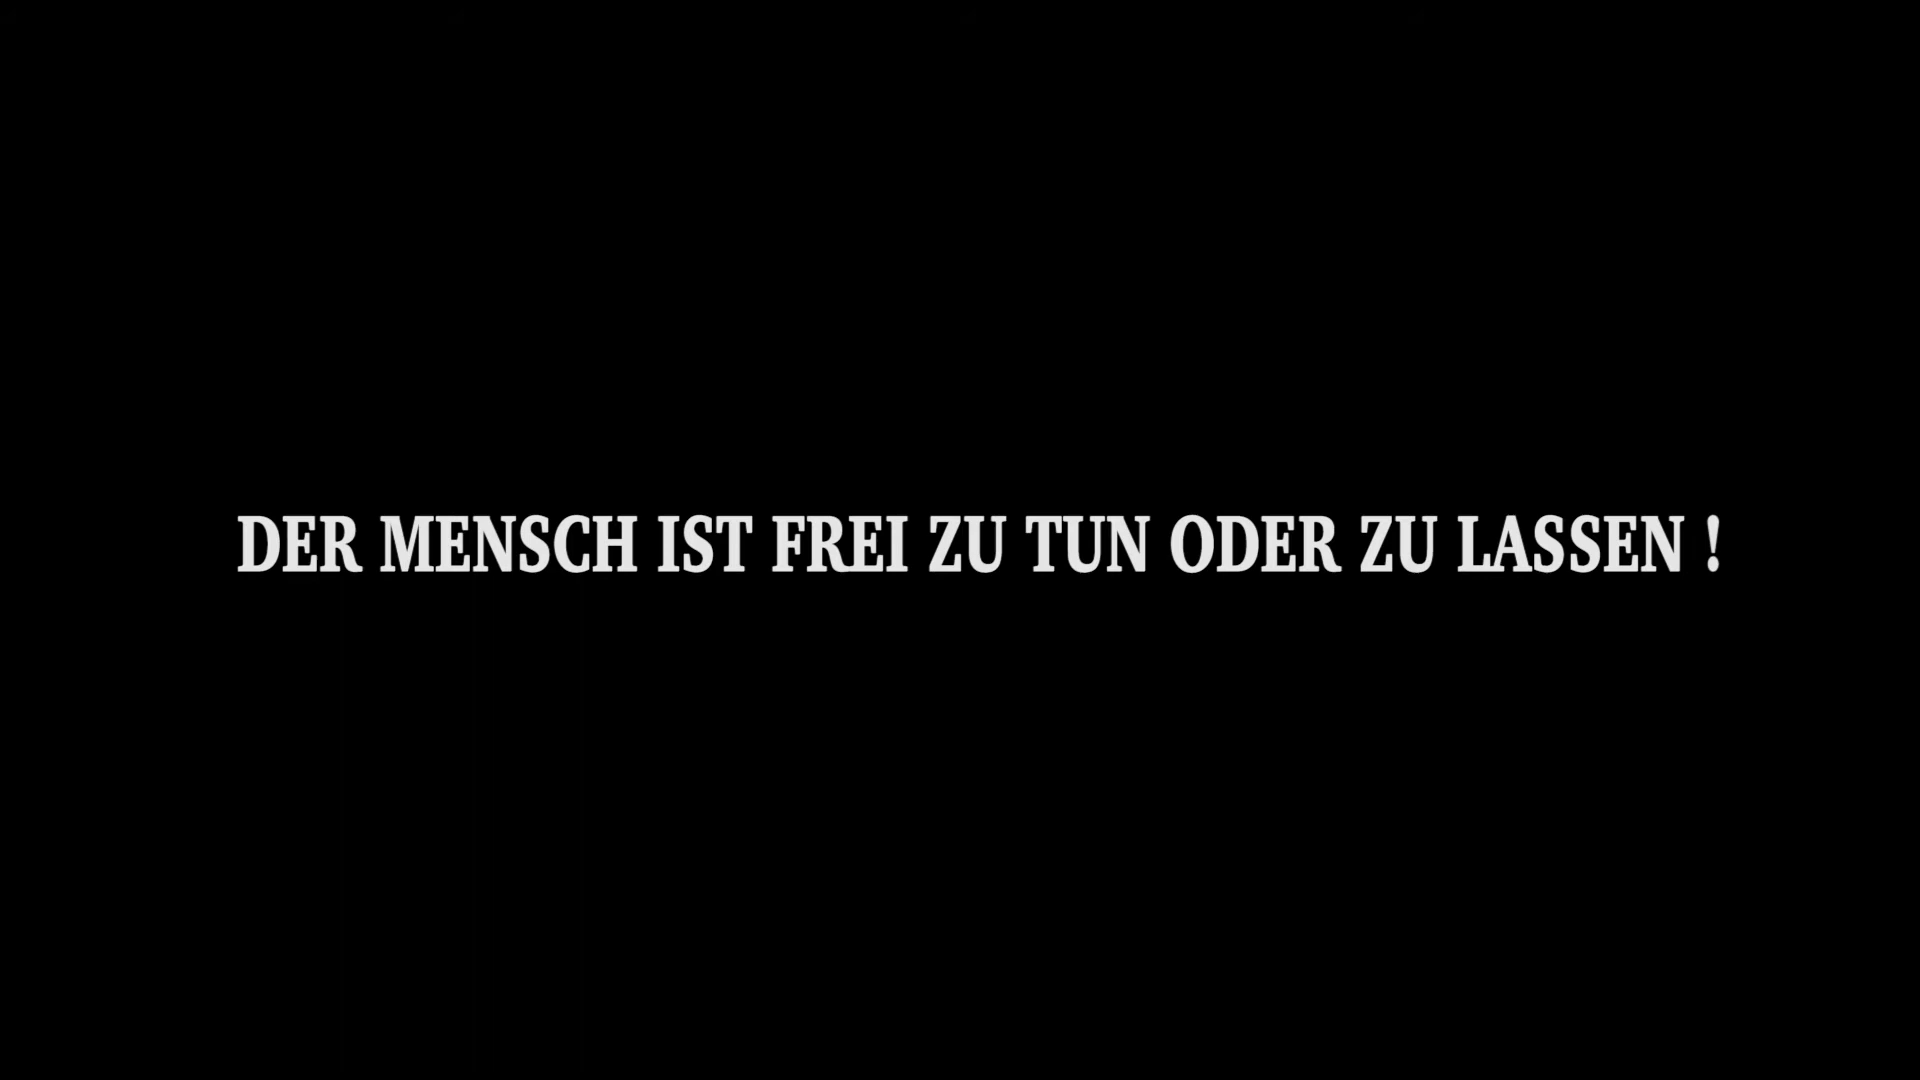 DER MENSCH IST FREI ZU TUN ODER ZU LASSEN !